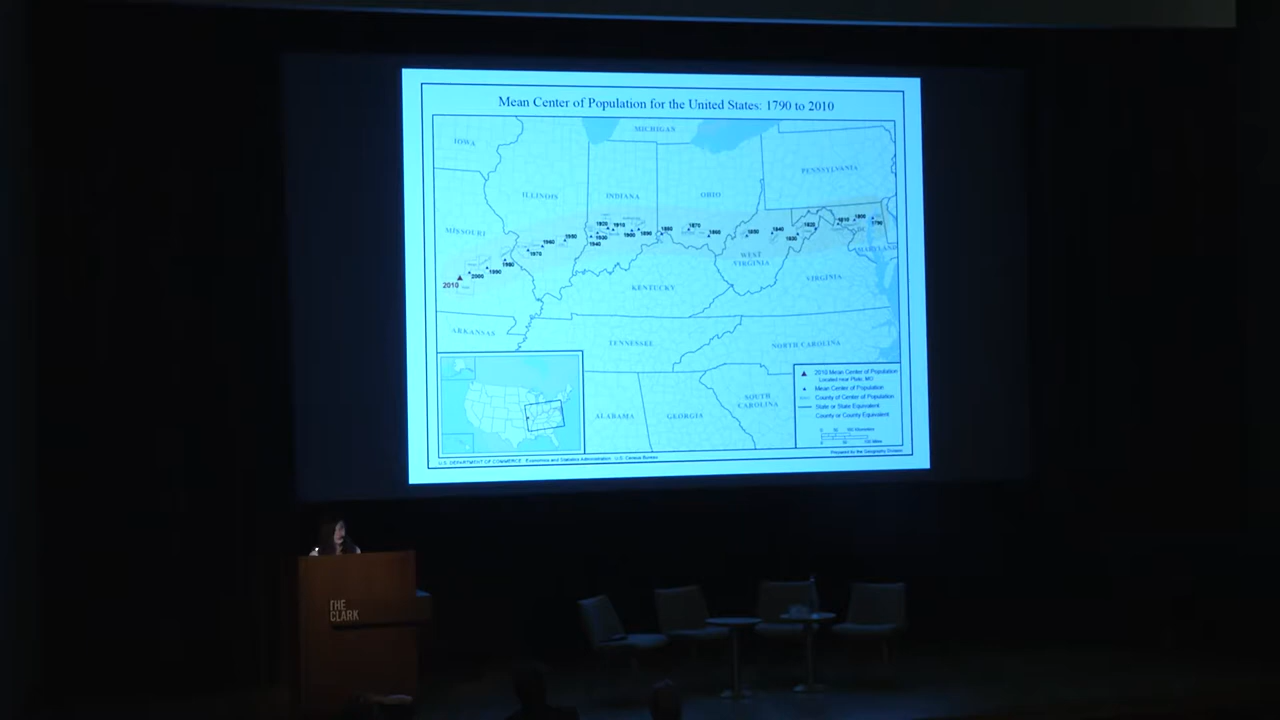 Mean Center of Population for the United States: 1790 to 2010
MICHIGAN
IOWA
PENNSYLVANIA
ILLINOIS
INDIANA
OHIO
MISSOURI
1920
1910
1870
1820
1810
1800
1790
1960
1950
1930
1900
1890
1880
1860
1850
1840
1830
1940
1970
MARYLAND
WEST
VIRGINIA
1980
1990
2000
2010
KENTUCKY
VIRGINIA
ARKANSAS
TENNESSEE
NORTH CAROLINA
ALABAMA
GEORGIA
SOUTH
CAROLINA
2010 Mean Center of Population
Located near Plato, MO
Mean Center of Population
County of Center of Population
State or State Equivalent
County or County Equivalent
U.S. DEPARTMENT OF COMMERCE Economics and Statistics Administration U.S. Census Bureau
Prepared by the Geography Division
THE
CLARK